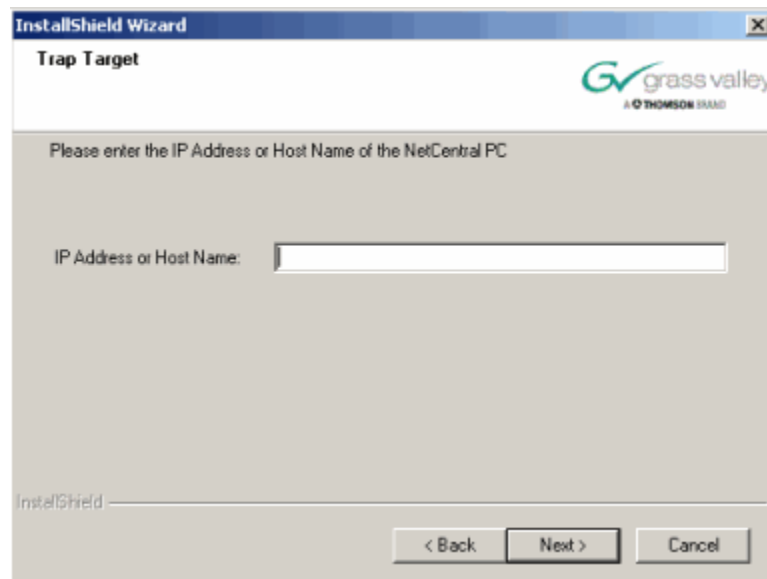 InstallShield Wizard
Trap Target
grass valley
A THOMSON BRAND
Please enter the IP Address or Host Name of the NetCentral PC
IP Address or Host Name:
InstallShield
< Back
Next >
Cancel